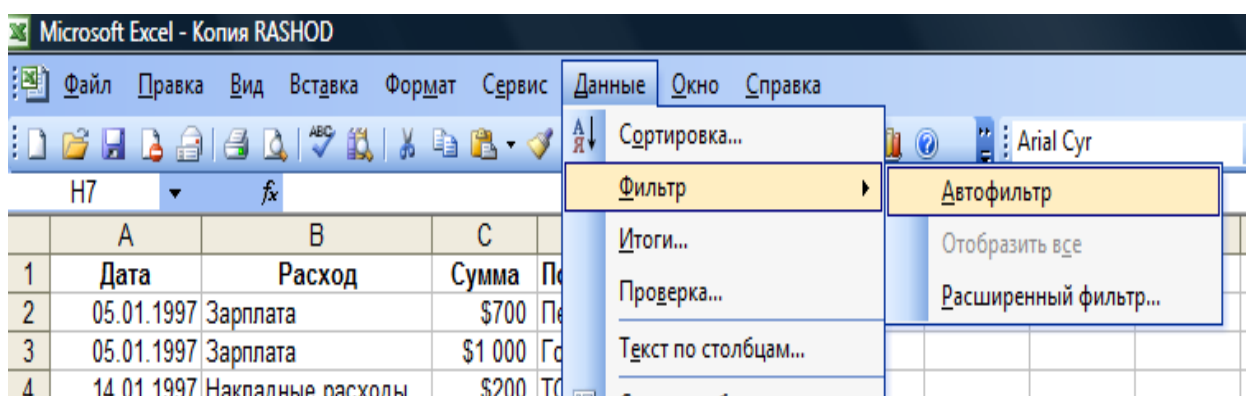 Microsoft Excel - Копия RASHOD
Файл Правка Вид Вставка Формат Сервис Данные Окно Справка
Сортировка...
Arial Cyr
H7 fx
Фильтр
Автофильтр
Итоги...
Отобразить все
Проверка...
Расширенный фильтр...
Текст по столбцам...
A B C
1 Дата Расход Сумма
2 05.01.1997 Зарплата $700
3 05.01.1997 Зарплата $1 000
4 14.01.1997 Накладные расходы $200